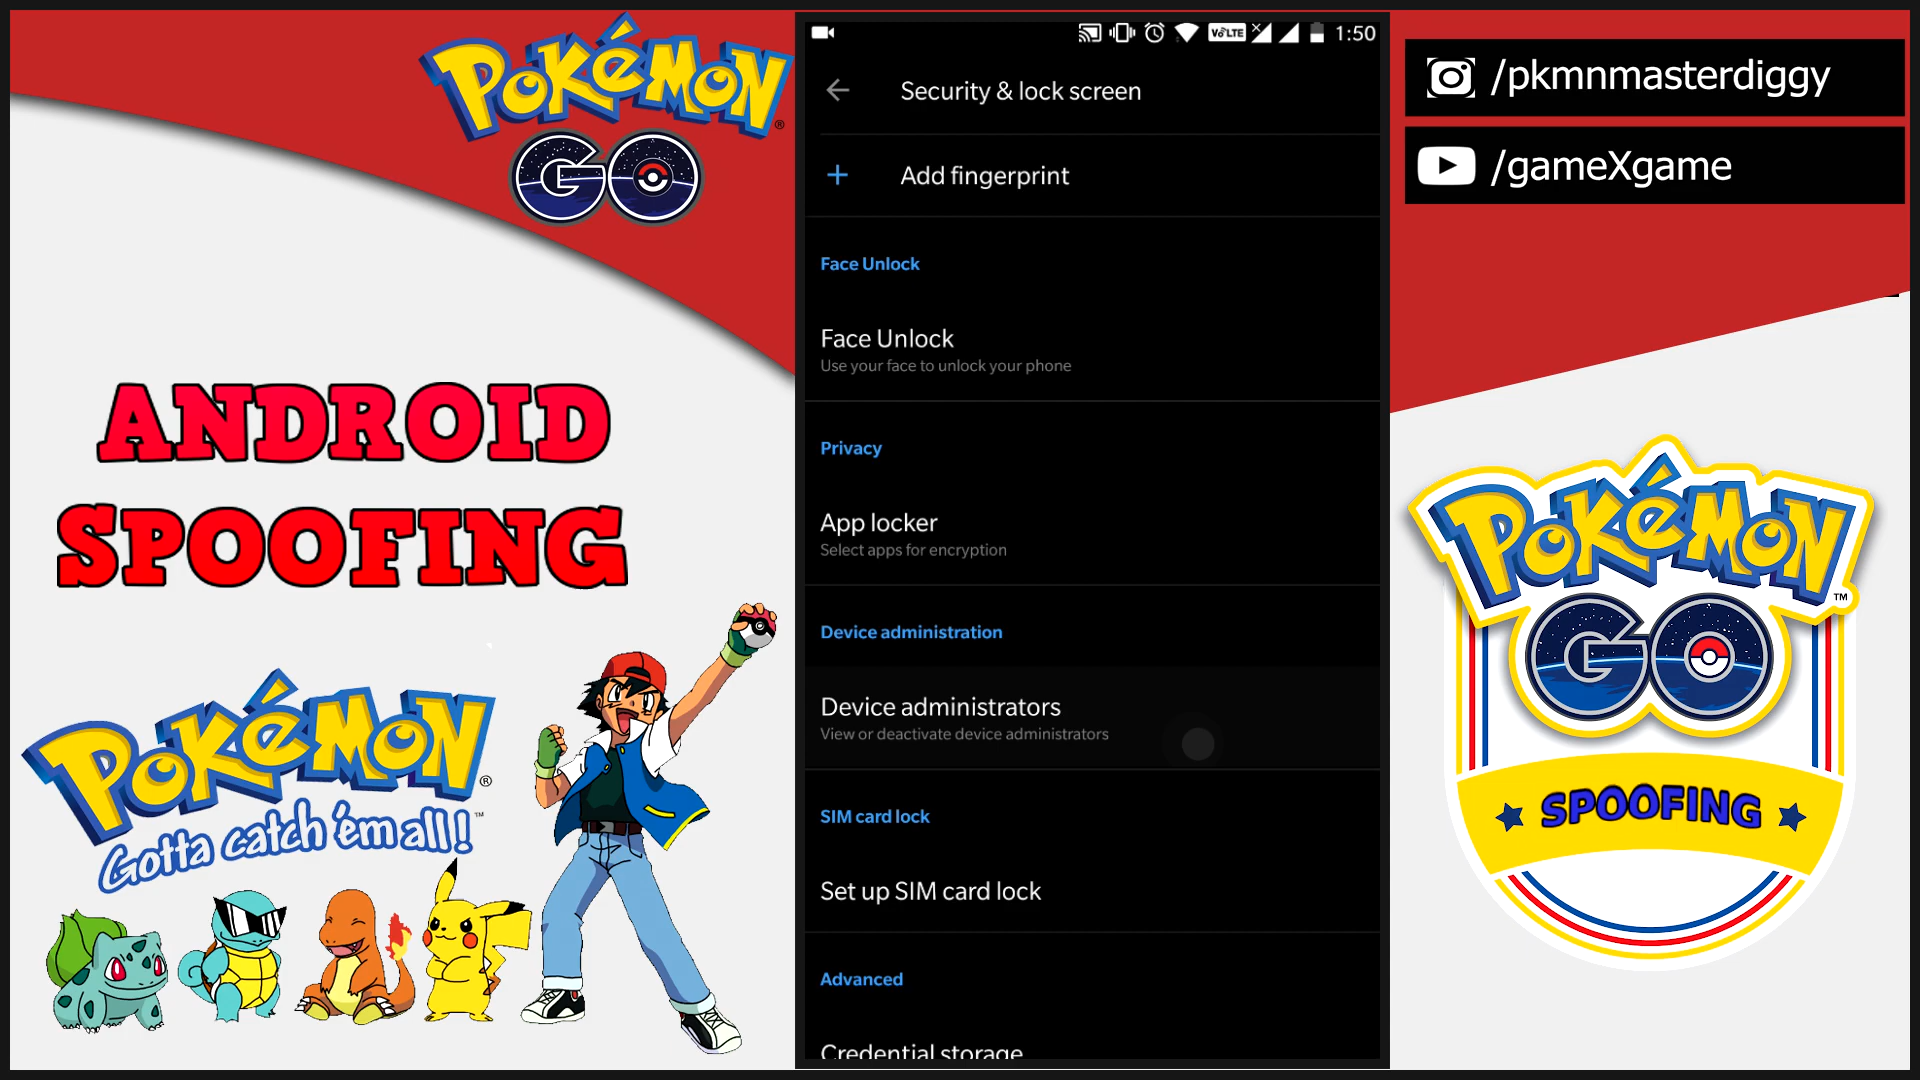 POKÉMON
®
GO
ANDROID
SPOOFING
POKÉMON
®
Gotta catch 'em all!
™
VoLTE
1:50
Security & lock screen
Add fingerprint
Face Unlock
Face Unlock
Use your face to unlock your phone
Privacy
App locker
Select apps for encryption
Device administration
Device administrators
View or deactivate device administrators
SIM card lock
Set up SIM card lock
Advanced
Credential storage
/pkmnmasterdiggy
/gameXgame
POKÉMON
™
GO
SPOOFING